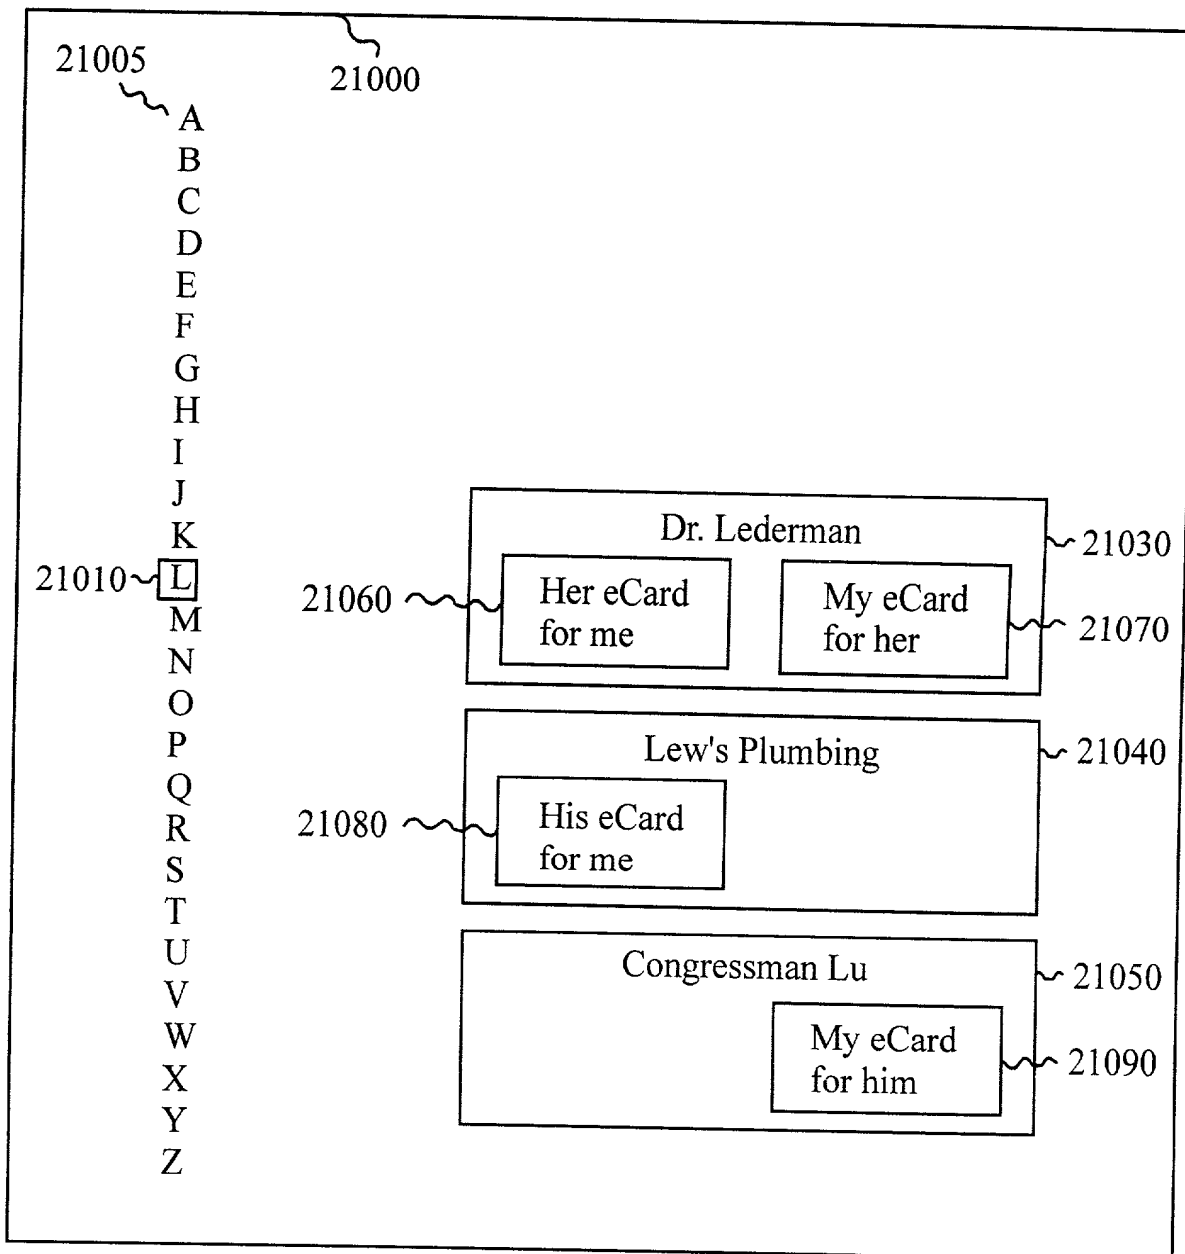 21005
21000
A
B
C
D
E
F
G
H
I
J
K
L
M
N
O
P
Q
R
S
T
U
V
W
X
Y
Z
21010
Dr. Lederman
21030
21060
Her eCard
for me
My eCard
for her
21070
Lew's Plumbing
21040
21080
His eCard
for me
Congressman Lu
21050
My eCard
for him
21090